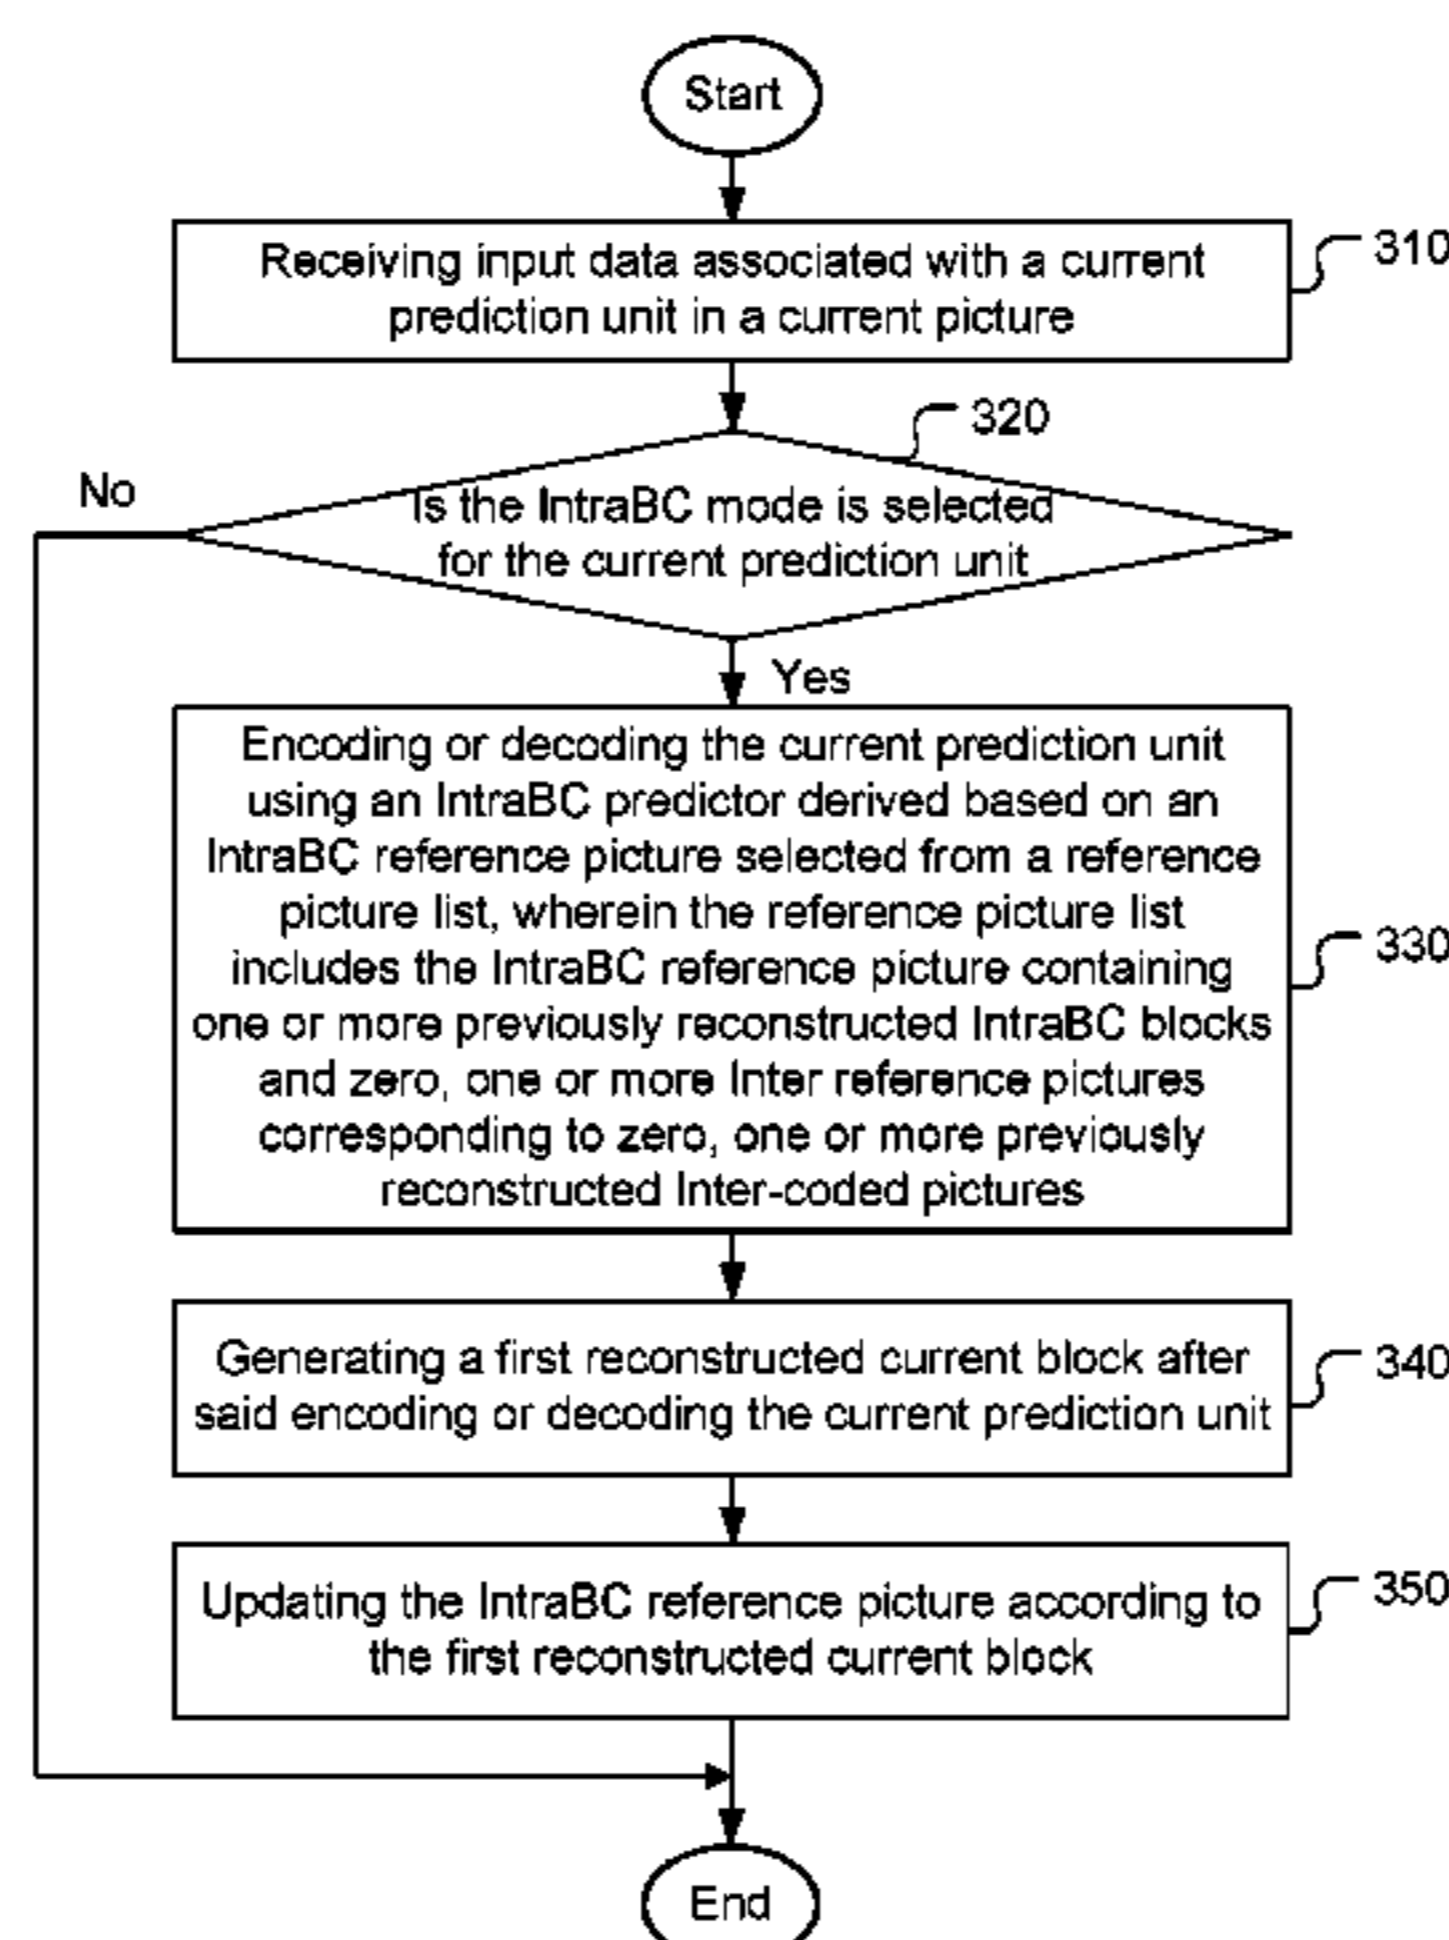 Start
Receiving input data associated with a current
prediction unit in a current picture
310
320
No
Is the IntraBC mode is selected
for the current prediction unit
Yes
Encoding or decoding the current prediction unit
using an IntraBC predictor derived based on an
IntraBC reference picture selected from a reference
picture list, wherein the reference picture list
includes the IntraBC reference picture containing
one or more previously reconstructed IntraBC blocks
and zero, one or more Inter reference pictures
corresponding to zero, one or more previously
reconstructed Inter-coded pictures
330
Generating a first reconstructed current block after
said encoding or decoding the current prediction unit
340
Updating the IntraBC reference picture according to
the first reconstructed current block
350
End